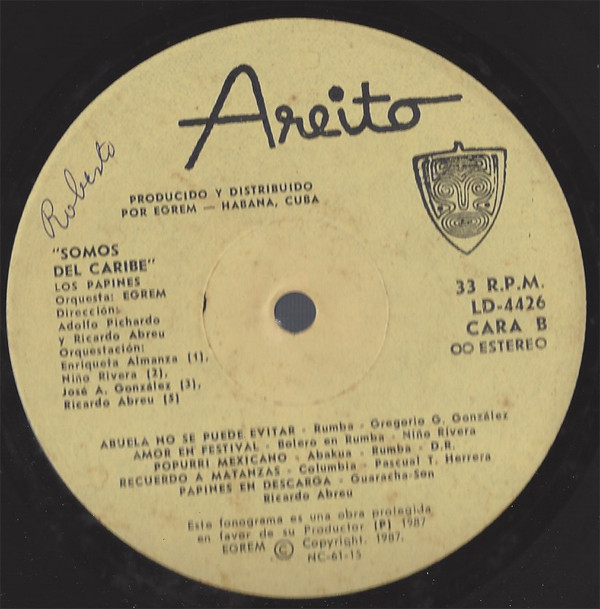 Areito
Roberto
PRODUCIDO Y DISTRIBUIDO
POR EGREM — HABANA, CUBA
"SOMOS
DEL CARIBE"
LOS PAPINES
Orquesta: EGREM
Dirección:
Adolfo Pichardo
y Ricardo Abreu
Orquestación:
Enriqueta Almanza (1),
Niño Rivera (2),
José A. González (3),
Ricardo Abreu (5)
33 R.P.M.
LD-4426
CARA B
OO ESTEREO
ABUELA NO SE PUEDE EVITAR - Rumba - Gregorio G. González
AMOR EN FESTIVAL - Bolero en Rumba - Niño Rivera
POPURRI MEXICANO - Abakua - Rumba - D.R.
RECUERDO A MATANZAS - Columbia - Pascual T. Herrera
PAPINES EN DESCARGA - Guaracha-Son
Ricardo Abreu
Este fonograma es una obra protegida
en favor de su Productor (P) 1987
EGREM © Copyright. 1987.
NC-61-15